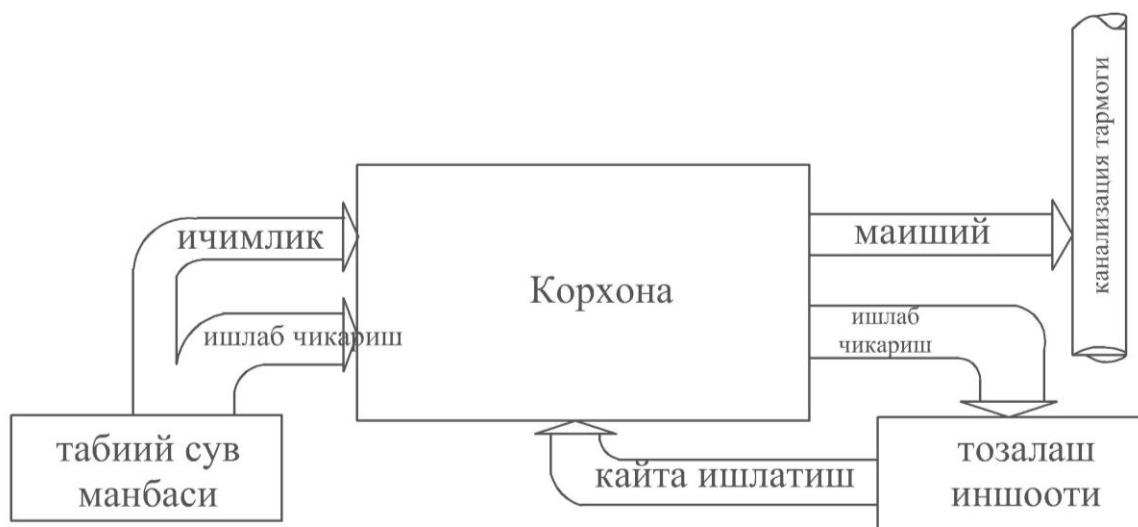 канализация тармоги
ичимлик
маиший
Корхона
ишлаб чикариш
ишлаб
чикариш
табиий сув
манбаси
кайта ишлатиш
тозалаш
иншооти